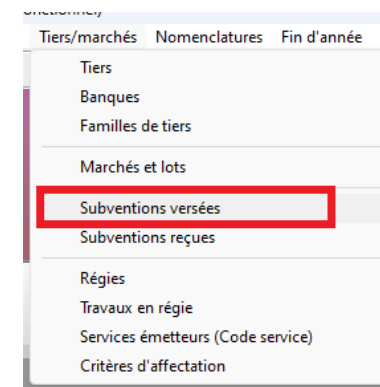 Tiers/marchés Nomenclatures Fin d'année
Tiers
Banques
Familles de tiers
Marchés et lots
Subventions versées
Subventions reçues
Régies
Travaux en régie
Services émetteurs (Code service)
Critères d'affectation